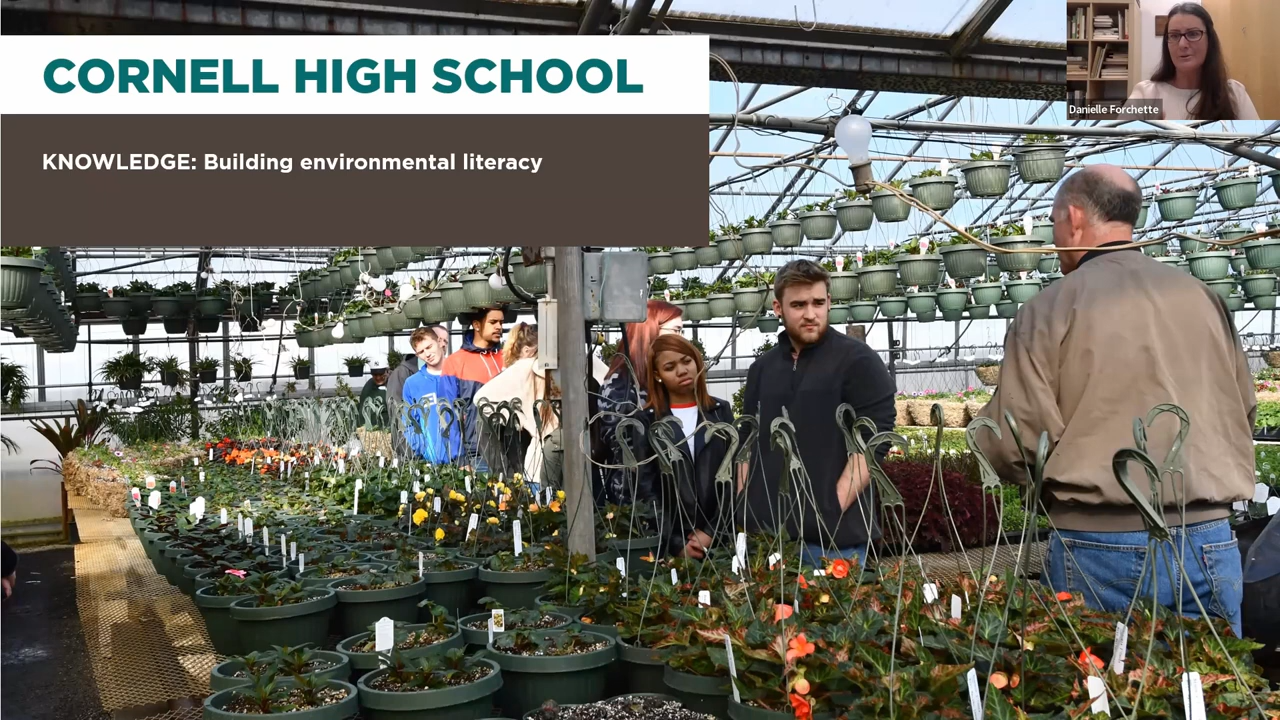 CORNELL HIGH SCHOOL
KNOWLEDGE: Building environmental literacy
Danielle Forchette